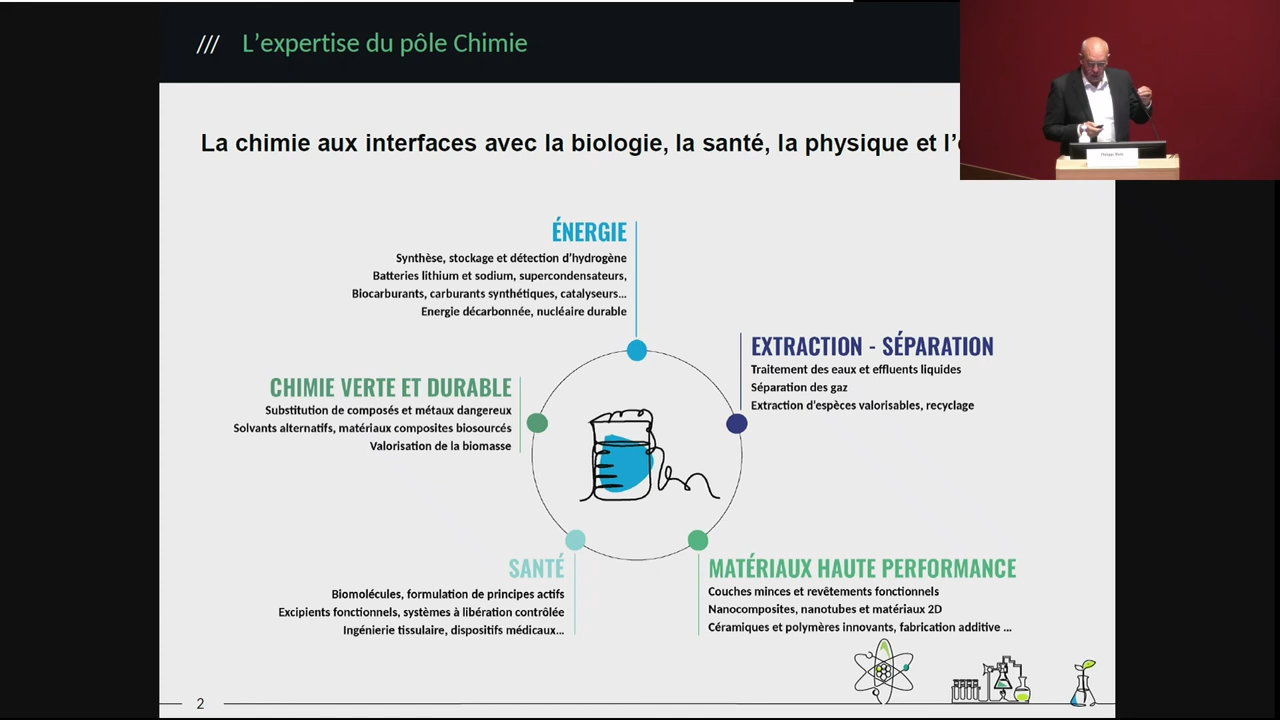 /// L'expertise du pôle Chimie
La chimie aux interfaces avec la biologie, la santé, la physique et l'
ÉNERGIE
Synthèse, stockage et détection d'hydrogène
Batteries lithium et sodium, supercondensateurs,
Biocarburants, carburants synthétiques, catalyseurs...
Energie décarbonnée, nucléaire durable
EXTRACTION - SÉPARATION
Traitement des eaux et effluents liquides
Séparation des gaz
Extraction d'espèces valorisables, recyclage
CHIMIE VERTE ET DURABLE
Substitution de composés et métaux dangereux
Solvants alternatifs, matériaux composites biosourcés
Valorisation de la biomasse
SANTÉ
Biomolécules, formulation de principes actifs
Excipients fonctionnels, systèmes à libération contrôlée
Ingénierie tissulaire, dispositifs médicaux...
MATÉRIAUX HAUTE PERFORMANCE
Couches minces et revêtements fonctionnels
Nanocomposites, nanotubes et matériaux 2D
Céramiques et polymères innovants, fabrication additive ...
2